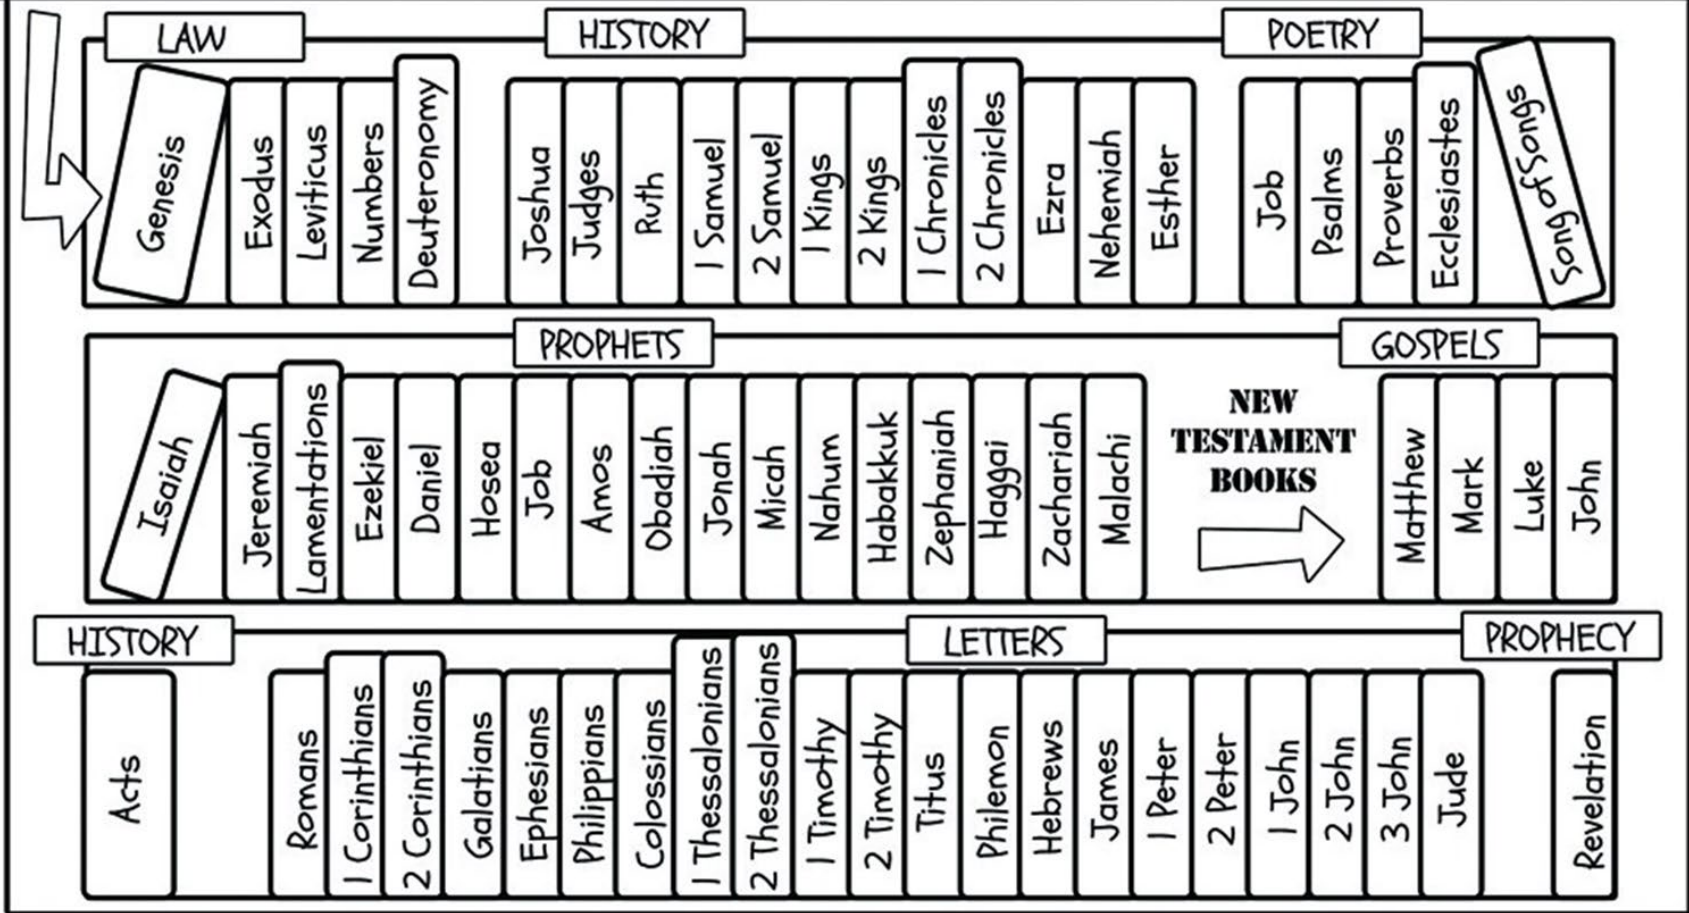 LAW
HISTORY
POETRY
Genesis
Exodus
Leviticus
Numbers
Deuteronomy
Joshua
Judges
Ruth
1 Samuel
2 Samuel
1 Kings
2 Kings
1 Chronicles
2 Chronicles
Ezra
Nehemiah
Esther
Job
Psalms
Proverbs
Ecclesiastes
Song of Songs
PROPHETS
GOSPELS
Isaiah
Jeremiah
Lamentations
Ezekiel
Daniel
Hosea
Job
Amos
Obadiah
Jonah
Micah
Nahum
Habakkuk
Zephaniah
Haggai
Zachariah
Malachi
NEW
TESTAMENT
BOOKS
Matthew
Mark
Luke
John
HISTORY
LETTERS
PROPHECY
Acts
Romans
1 Corinthians
2 Corinthians
Galatians
Ephesians
Philippians
Colossians
1 Thessalonians
2 Thessalonians
1 Timothy
2 Timothy
Titus
Philemon
Hebrews
James
1 Peter
2 Peter
1 John
2 John
3 John
Jude
Revelation